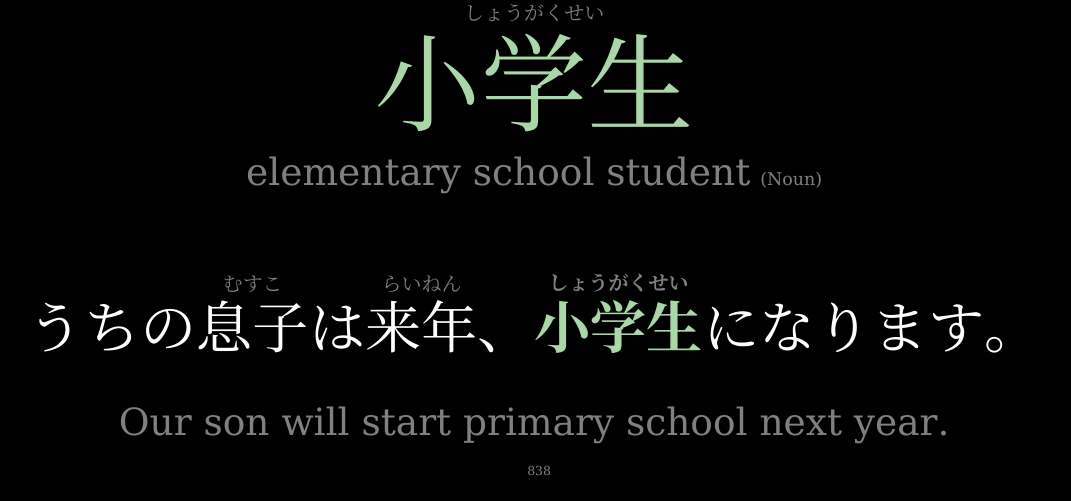 しょうがくせい
小学生
elementary school student (Noun)
むすこ らいねん しょうがくせい
うちの息子は来年、小学生になります。
Our son will start primary school next year.
838